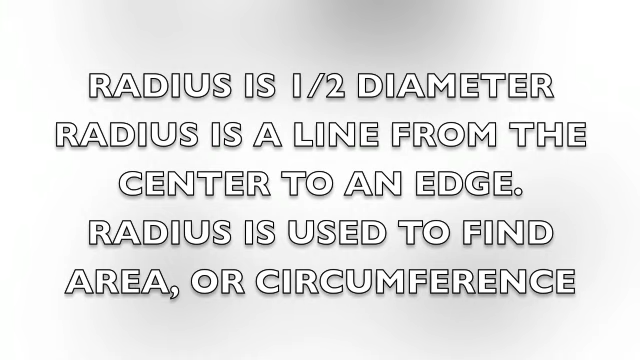 RADIUS IS 1/2 DIAMETER
RADIUS IS A LINE FROM THE
CENTER TO AN EDGE.
RADIUS IS USED TO FIND
AREA, OR CIRCUMFERENCE